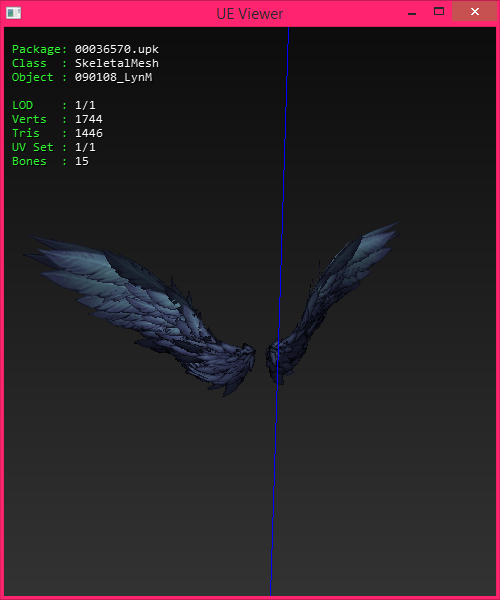 UE Viewer
Package: 00036570.upk
Class  : SkeletalMesh
Object : 090108_LynM
LOD    : 1/1
Verts  : 1744
Tris   : 1446
UV Set : 1/1
Bones  : 15